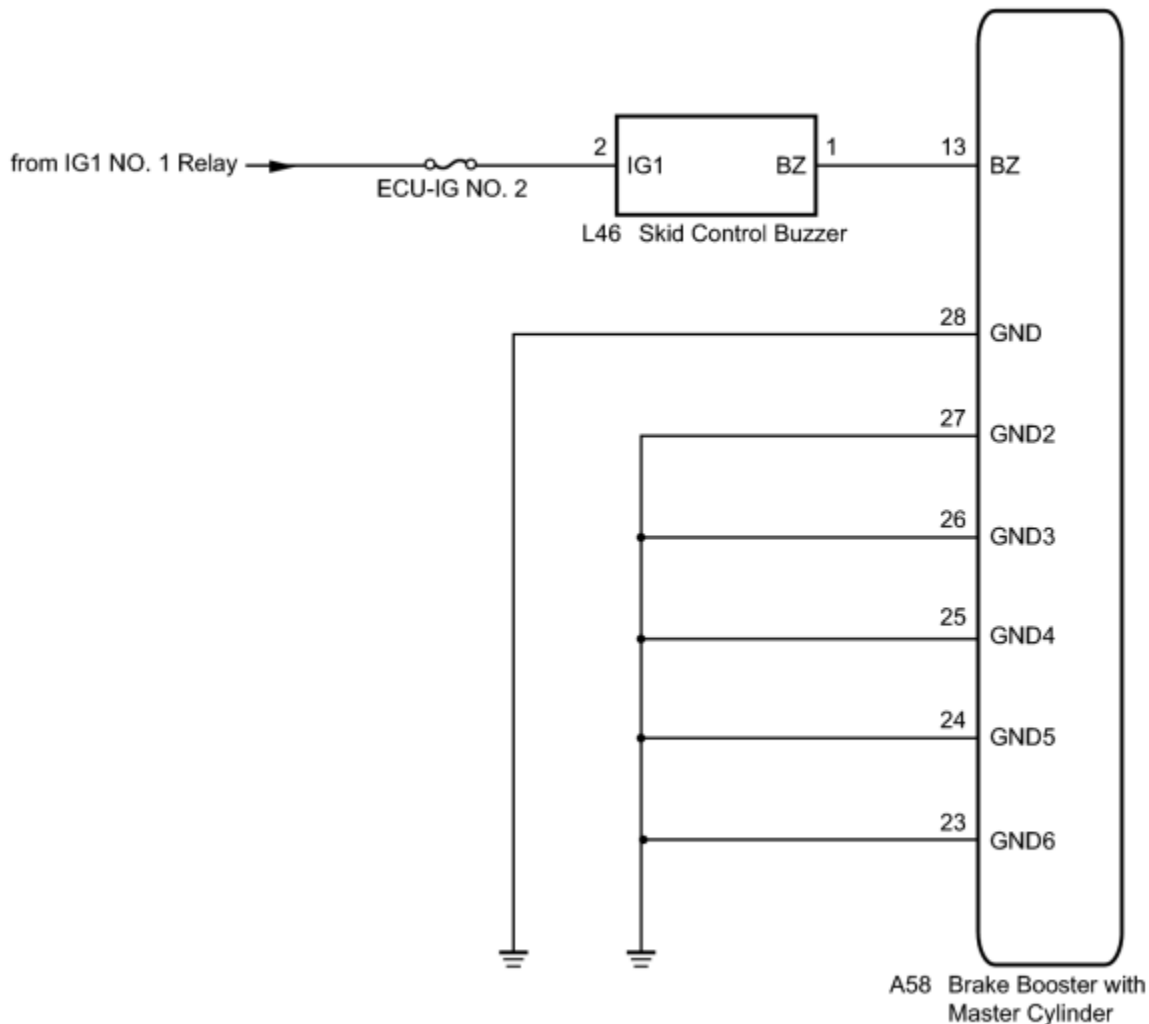 from IG1 NO. 1 Relay
ECU-IG NO. 2
2
IG1
BZ
1
L46 Skid Control Buzzer
13
BZ
28
GND
27
GND2
26
GND3
25
GND4
24
GND5
23
GND6
A58 Brake Booster with
Master Cylinder